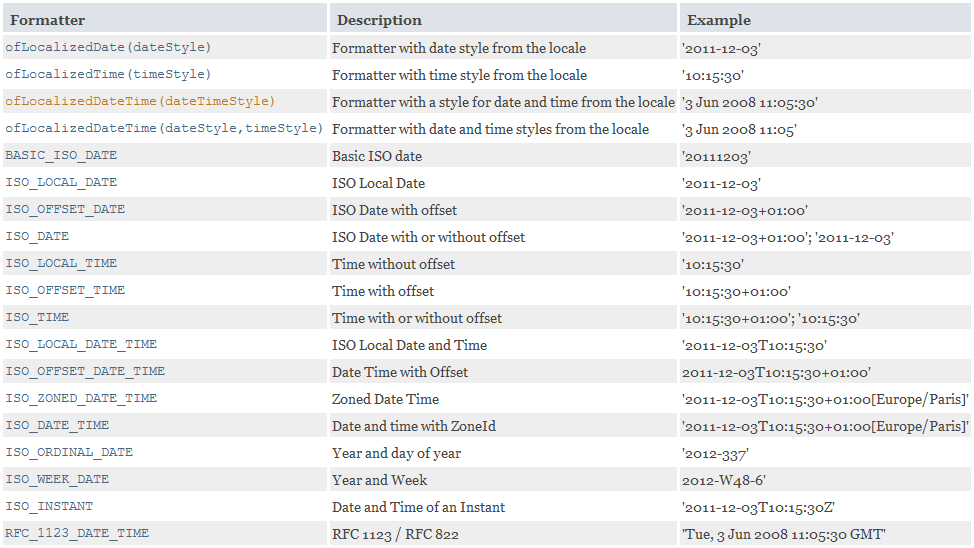 Formatter Description Example
ofLocalizedDate(dateStyle) Formatter with date style from the locale '2011-12-03'
ofLocalizedTime(timeStyle) Formatter with time style from the locale '10:15:30'
ofLocalizedDateTime(dateTimeStyle) Formatter with a style for date and time from the locale '3 Jun 2008 11:05:30'
ofLocalizedDateTime(dateStyle,timeStyle) Formatter with date and time styles from the locale '3 Jun 2008 11:05'
BASIC_ISO_DATE Basic ISO date '20111203'
ISO_LOCAL_DATE ISO Local Date '2011-12-03'
ISO_OFFSET_DATE ISO Date with offset '2011-12-03+01:00'
ISO_DATE ISO Date with or without offset '2011-12-03+01:00'; '2011-12-03'
ISO_LOCAL_TIME Time without offset '10:15:30'
ISO_OFFSET_TIME Time with offset '10:15:30+01:00'
ISO_TIME Time with or without offset '10:15:30+01:00'; '10:15:30'
ISO_LOCAL_DATE_TIME ISO Local Date and Time '2011-12-03T10:15:30'
ISO_OFFSET_DATE_TIME Date Time with Offset 2011-12-03T10:15:30+01:00'
ISO_ZONED_DATE_TIME Zoned Date Time '2011-12-03T10:15:30+01:00[Europe/Paris]'
ISO_DATE_TIME Date and time with ZoneId '2011-12-03T10:15:30+01:00[Europe/Paris]'
ISO_ORDINAL_DATE Year and day of year '2012-337'
ISO_WEEK_DATE Year and Week 2012-W48-6'
ISO_INSTANT Date and Time of an Instant '2011-12-03T10:15:30Z'
RFC_1123_DATE_TIME RFC 1123 / RFC 822 'Tue, 3 Jun 2008 11:05:30 GMT'